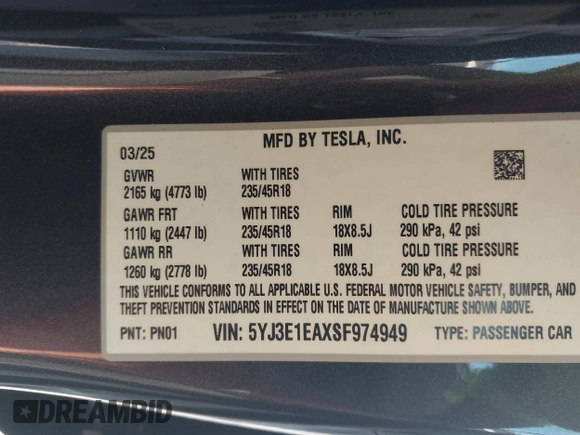 MFD BY TESLA, INC.
03/25
GVWR WITH TIRES
2165 kg (4773 lb) 235/45R18
GAWR FRT WITH TIRES RIM COLD TIRE PRESSURE
1110 kg (2447 lb) 235/45R18 18X8.5J 290 kPa, 42 psi
GAWR RR WITH TIRES RIM COLD TIRE PRESSURE
1260 kg (2778 lb) 235/45R18 18X8.5J 290 kPa, 42 psi
THIS VEHICLE CONFORMS TO ALL APPLICABLE U.S. FEDERAL MOTOR VEHICLE SAFETY, BUMPER, AND
THEFT PREVENTION STANDARDS IN EFFECT ON THE DATE OF MANUFACTURE SHOWN ABOVE.
PNT: PN01 VIN: 5YJ3E1EAXSF974949 TYPE: PASSENGER CAR
DREAMBID